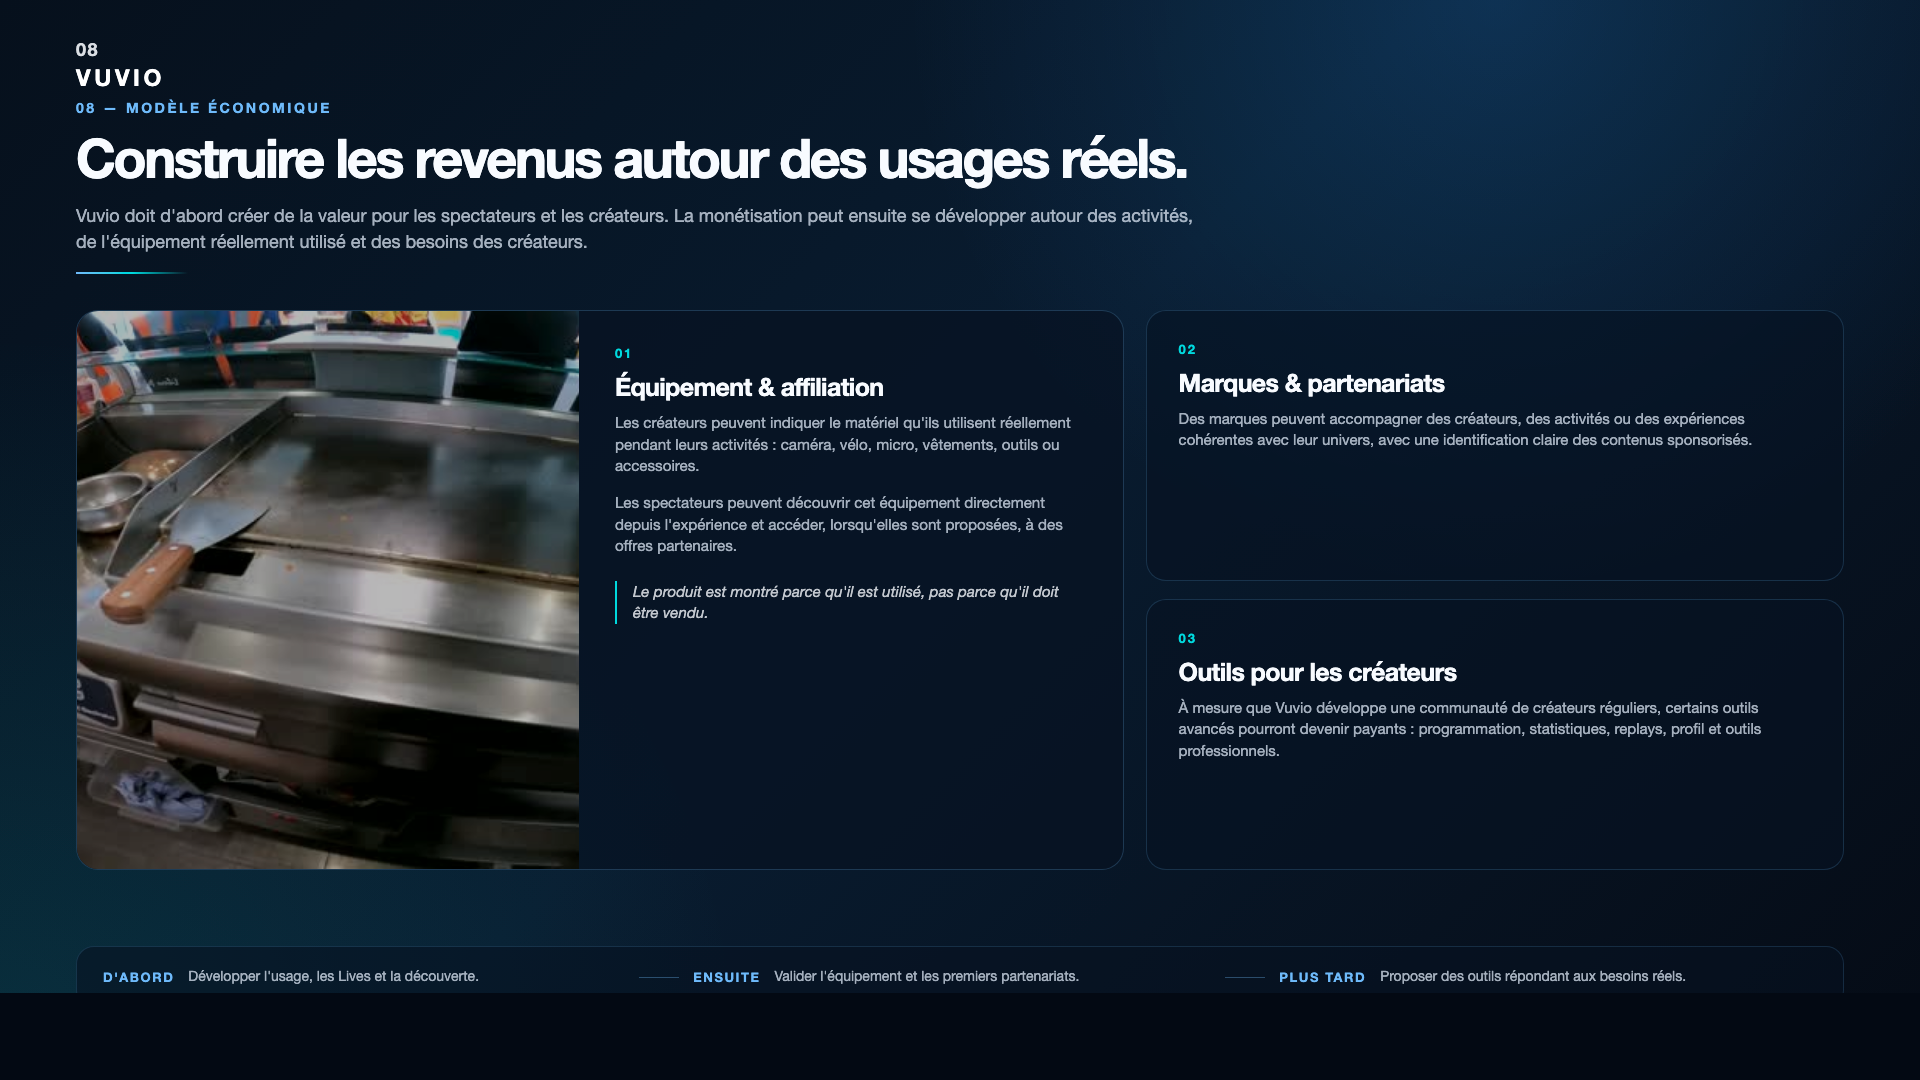 08
VUVIO
08 — MODÈLE ÉCONOMIQUE
Construire les revenus autour des usages réels.
Vuvio doit d'abord créer de la valeur pour les spectateurs et les créateurs. La monétisation peut ensuite se développer autour des activités,
de l'équipement réellement utilisé et des besoins des créateurs.
01
Équipement & affiliation
Les créateurs peuvent indiquer le matériel qu'ils utilisent réellement
pendant leurs activités : caméra, vélo, micro, vêtements, outils ou
accessoires.
Les spectateurs peuvent découvrir cet équipement directement
depuis l'expérience et accéder, lorsqu'elles sont proposées, à des
offres partenaires.
Le produit est montré parce qu'il est utilisé, pas parce qu'il doit
être vendu.
02
Marques & partenariats
Des marques peuvent accompagner des créateurs, des activités ou des expériences
cohérentes avec leur univers, avec une identification claire des contenus sponsorisés.
03
Outils pour les créateurs
À mesure que Vuvio développe une communauté de créateurs réguliers, certains outils
avancés pourront devenir payants : programmation, statistiques, replays, profil et outils
professionnels.
D'ABORD Développer l'usage, les Lives et la découverte.
ENSUITE Valider l'équipement et les premiers partenariats.
PLUS TARD Proposer des outils répondant aux besoins réels.